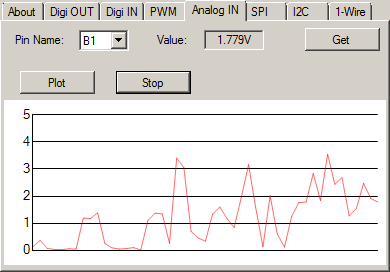 About Digi OUT Digi IN PWM Analog IN SPI I2C 1-Wire
Pin Name: B1 Value: 1.779V Get
Plot Stop
5
4
3
2
1
0